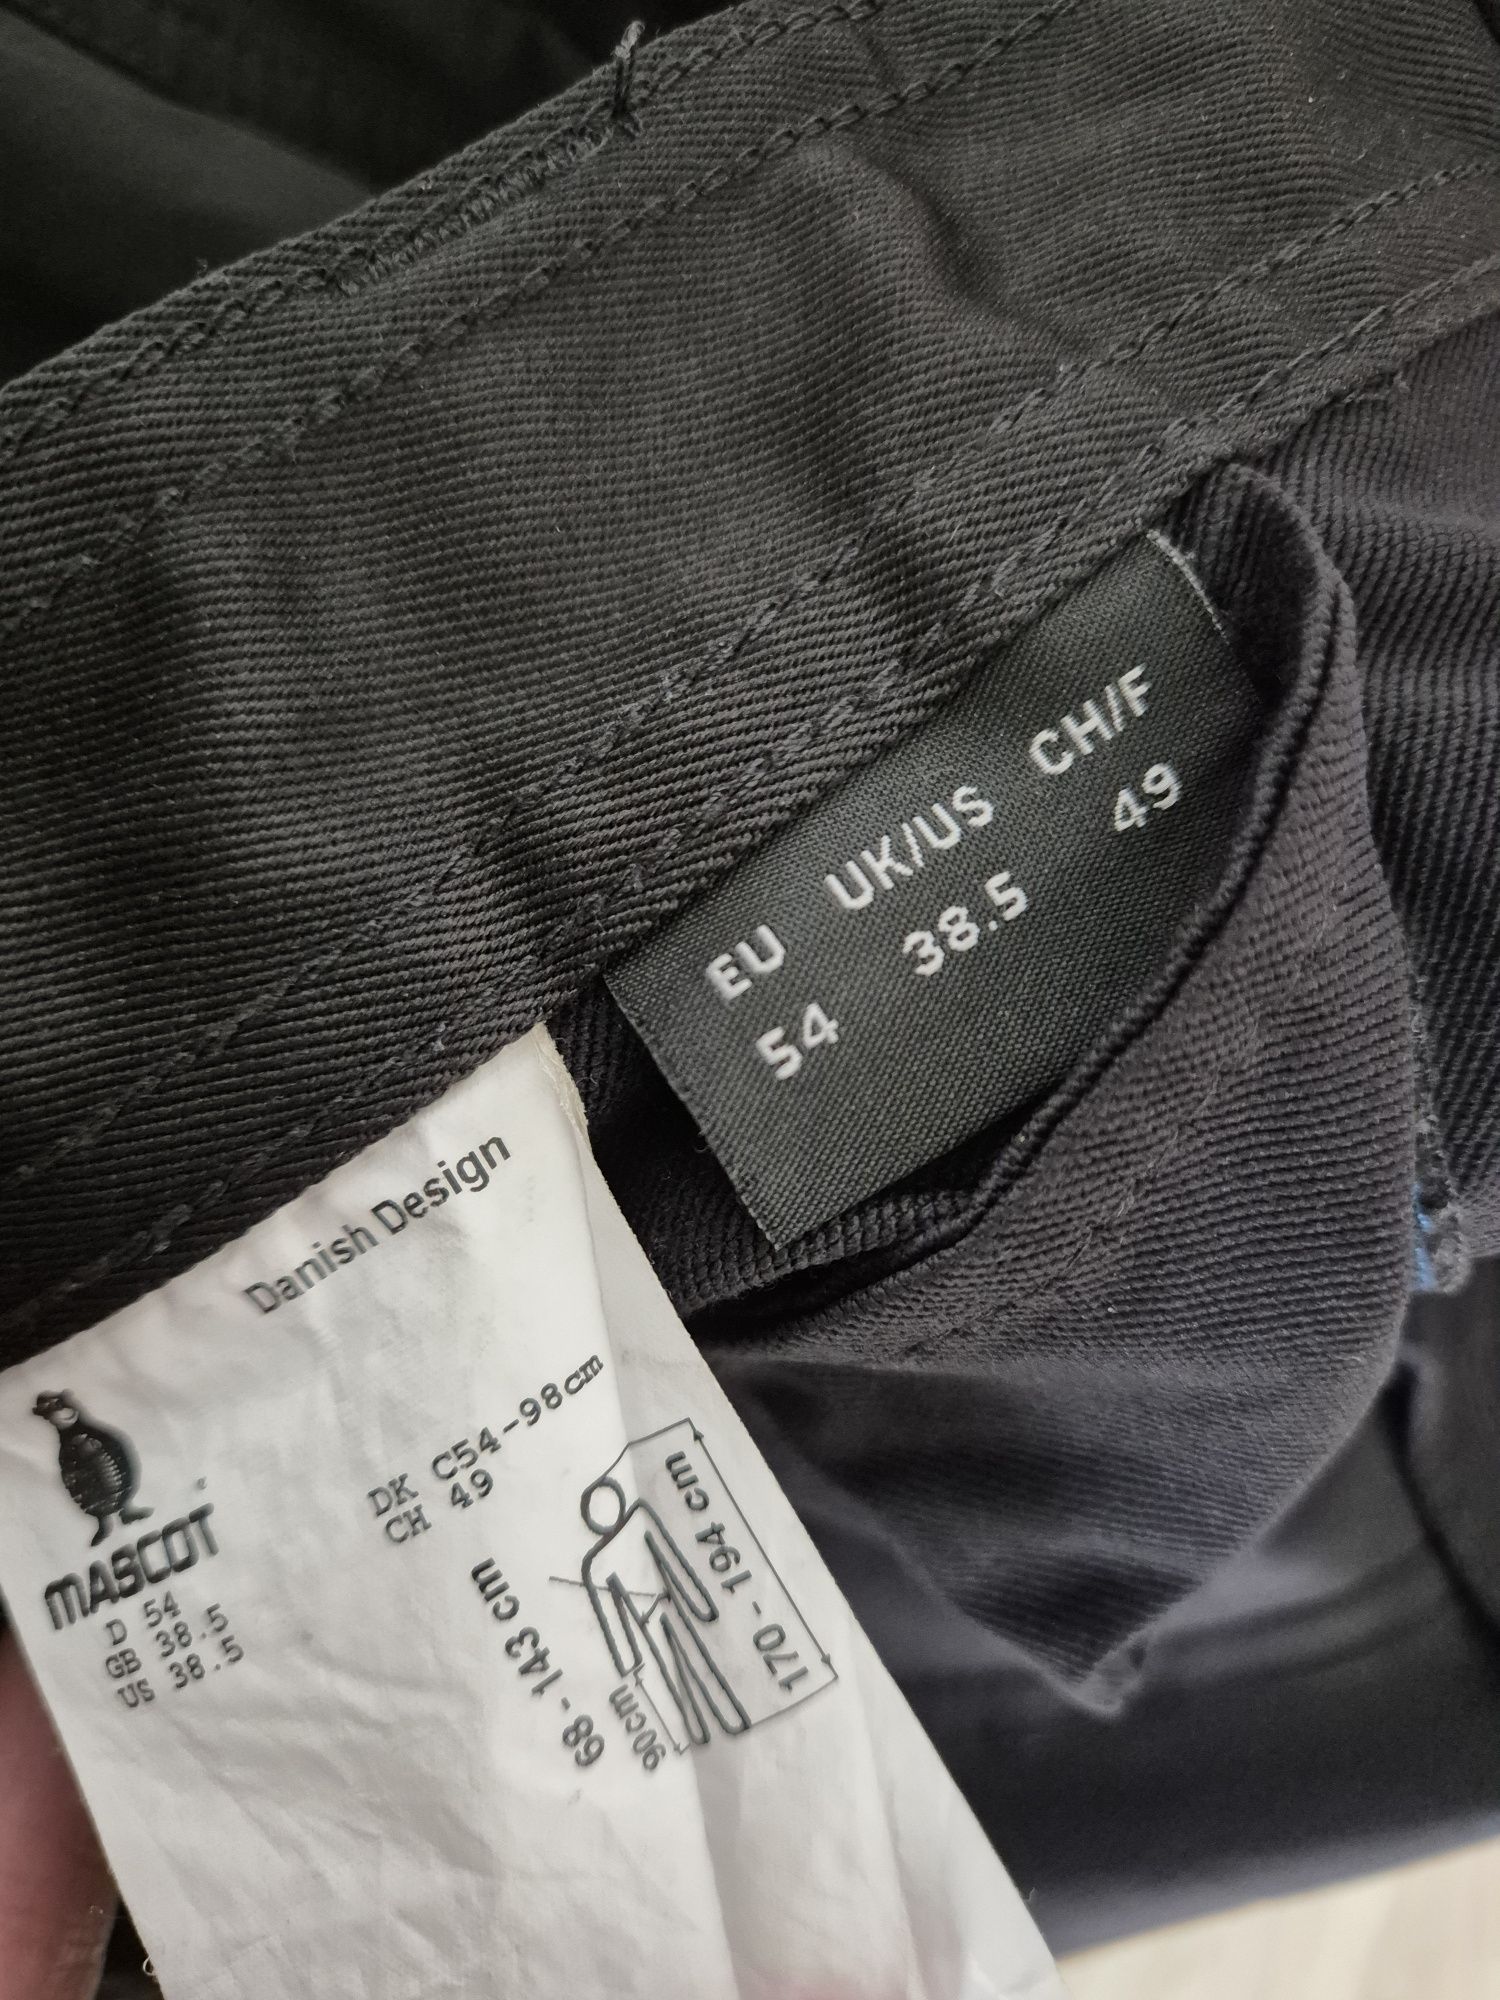 EU UK/US CH/F
54 38.5 49
Danish Design
MASCOT
D 54
GB 38.5
US 38.5
DK C54-98cm
CH 49
68 - 143 cm
90cm
170 - 194 cm